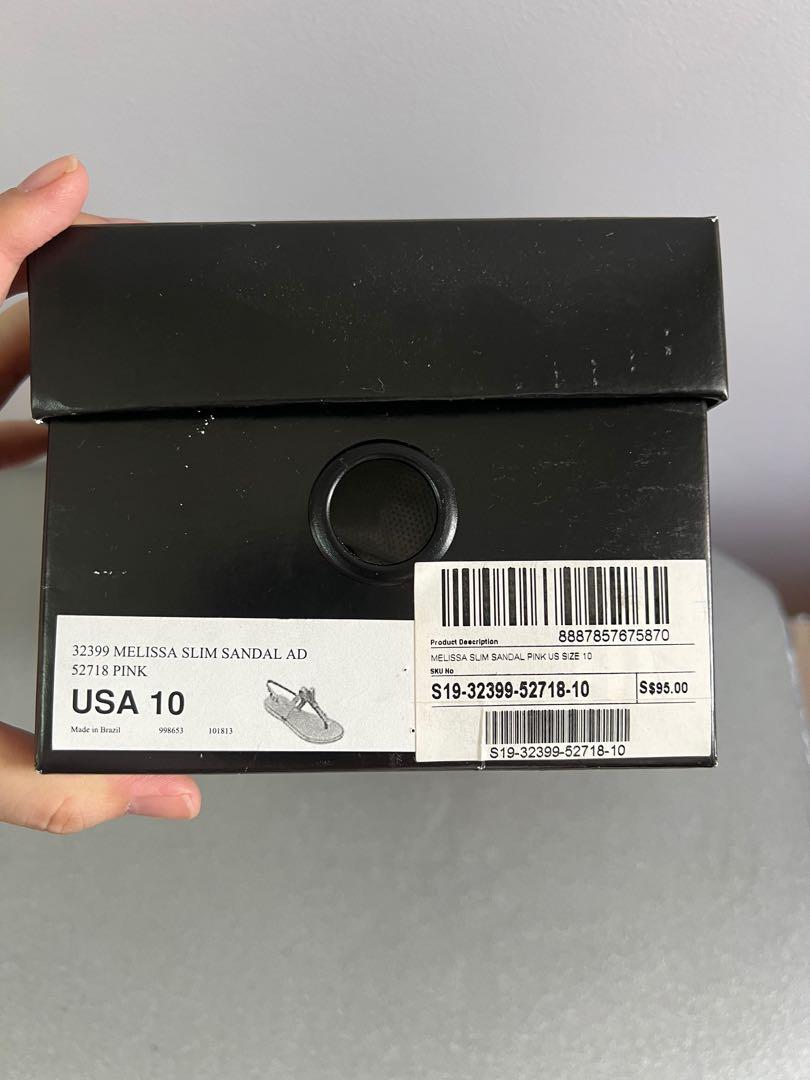 32399 MELISSA SLIM SANDAL AD
52718 PINK
USA 10
Made in Brazil 998653 101813
8887857675870
Product Description
MELISSA SLIM SANDAL PINK US SIZE 10
SKU No
S19-32399-52718-10 S$95.00
S19-32399-52718-10